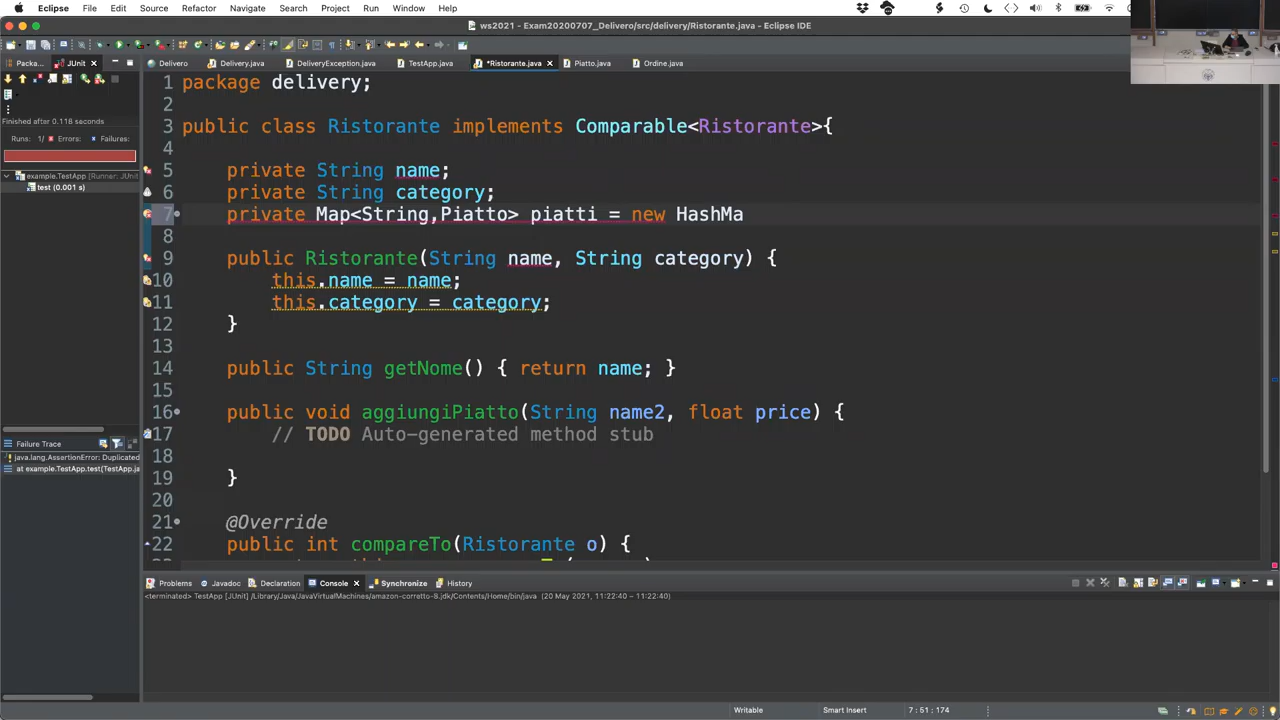 Eclipse File Edit Source Refactor Navigate Search Project Run Window Help
ws2021 - Exam20200707_Delivero/src/delivery/Ristorante.java - Eclipse IDE
Packa... JUnit
Delivero Delivery.java DeliveryException.java TestApp.java *Ristorante.java Piatto.java Ordine.java
Finished after 0.118 seconds
Runs: 1/ Errors: Failures:
example.TestApp [Runner: JUnit
test (0.001 s)
Failure Trace
java.lang.AssertionError: Duplicated
at example.TestApp.test(TestApp.ja
1 package delivery;
2
3 public class Ristorante implements Comparable<Ristorante>{
4
5 private String name;
6 private String category;
7 private Map<String,Piatto> piatti = new HashMa
8
9 public Ristorante(String name, String category) {
10 this.name = name;
11 this.category = category;
12 }
13
14 public String getNome() { return name; }
15
16 public void aggiungiPiatto(String name2, float price) {
17 // TODO Auto-generated method stub
18
19 }
20
21 @Override
22 public int compareTo(Ristorante o) {
Problems Javadoc Declaration Console Synchronize History
<terminated> TestApp [JUnit] /Library/Java/JavaVirtualMachines/amazon-corretto-8.jdk/Contents/Home/bin/java (20 May 2021, 11:22:40 – 11:22:40)
Writable Smart Insert 7 : 51 : 174